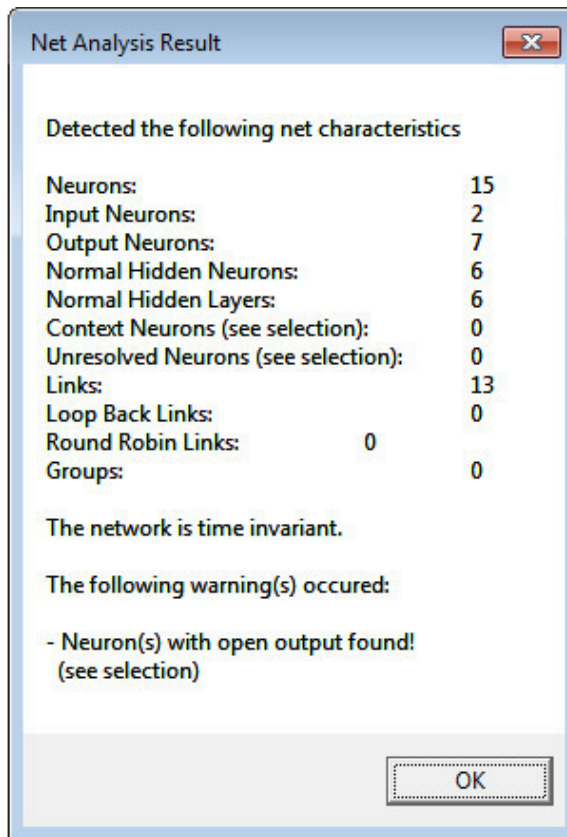 Net Analysis Result
Detected the following net characteristics
Neurons: 15
Input Neurons: 2
Output Neurons: 7
Normal Hidden Neurons: 6
Normal Hidden Layers: 6
Context Neurons (see selection): 0
Unresolved Neurons (see selection): 0
Links: 13
Loop Back Links: 0
Round Robin Links: 0
Groups: 0
The network is time invariant.
The following warning(s) occured:
- Neuron(s) with open output found!
(see selection)
OK